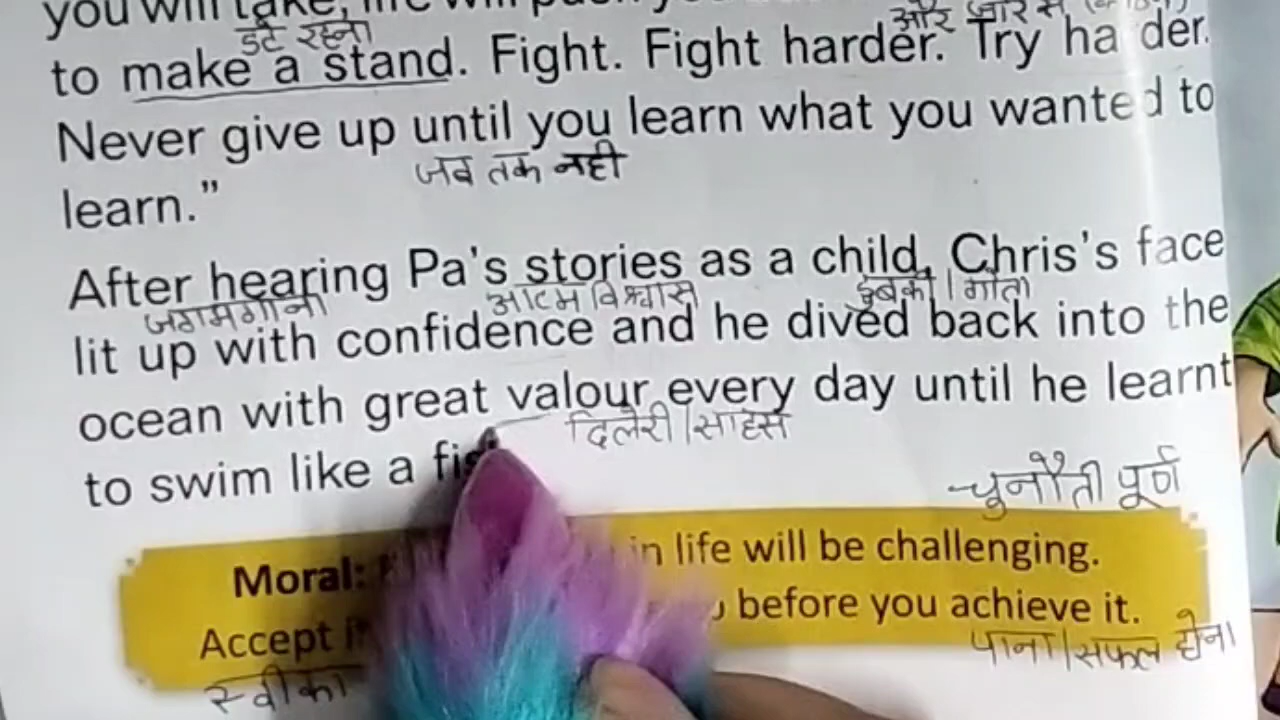 you will take, life will push you
डटे रहना और जोर से
to make a stand. Fight. Fight harder. Try harder.
Never give up until you learn what you wanted to
जब तक नही
learn.”
After hearing Pa's stories as a child, Chris's face
जगमगाना आत्मविश्वास डुबकी/गोता
lit up with confidence and he dived back into the
ocean with great valour every day until he learnt
दिलेरी/साहस
to swim like a
चुनौती पूर्ण
Moral: in life will be challenging.
Accept before you achieve it.
पाना/सफल होना